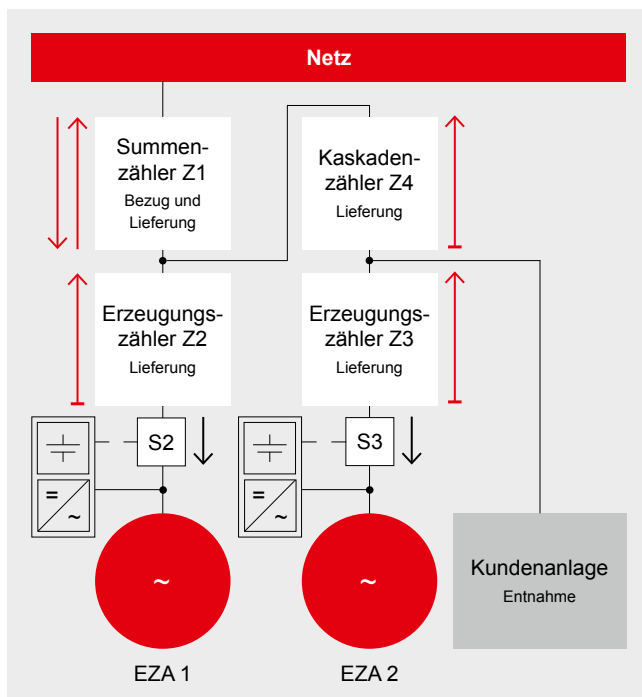 Netz
Summen-
zähler Z1
Bezug und
Lieferung
Kaskaden-
zähler Z4
Lieferung
Erzeugungs-
zähler Z2
Lieferung
Erzeugungs-
zähler Z3
Lieferung
S2
S3
=
~
=
~
~
~
Kundenanlage
Entnahme
EZA 1
EZA 2